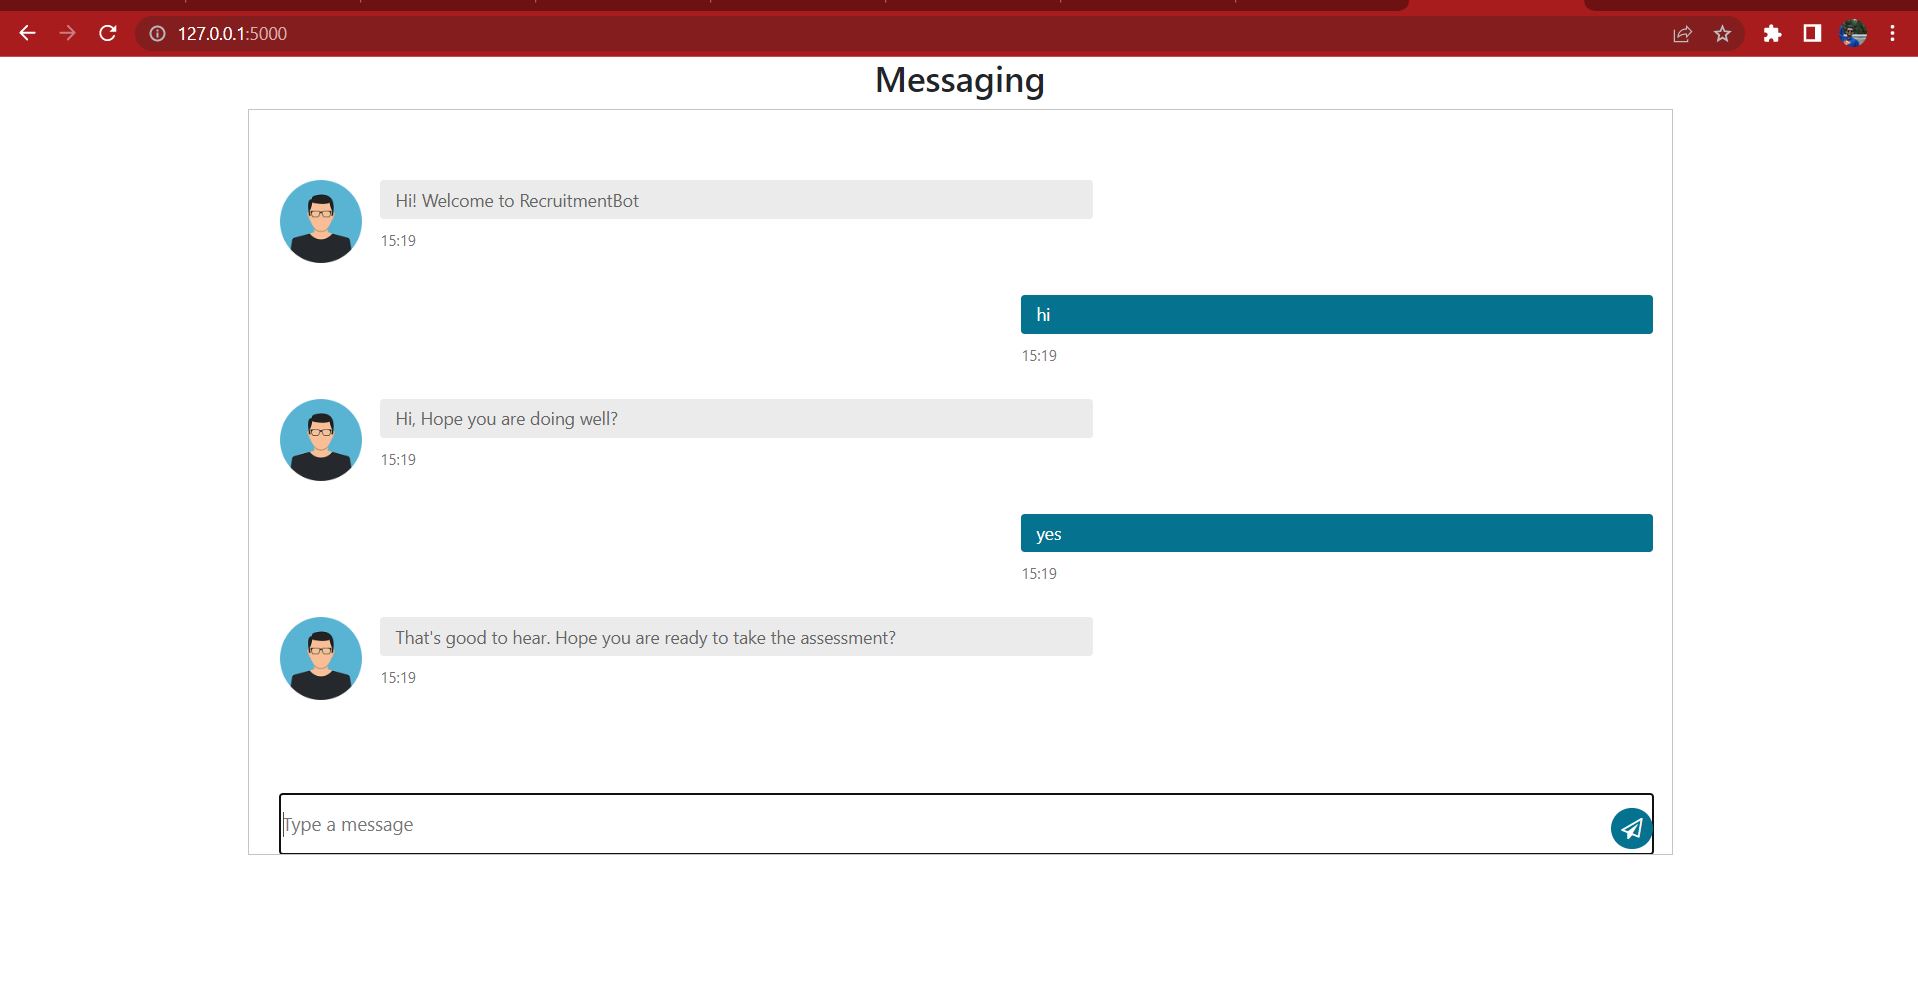 127.0.0.1:5000
Messaging
Hi! Welcome to RecruitmentBot
15:19
hi
15:19
Hi, Hope you are doing well?
15:19
yes
15:19
That's good to hear. Hope you are ready to take the assessment?
15:19
Type a message